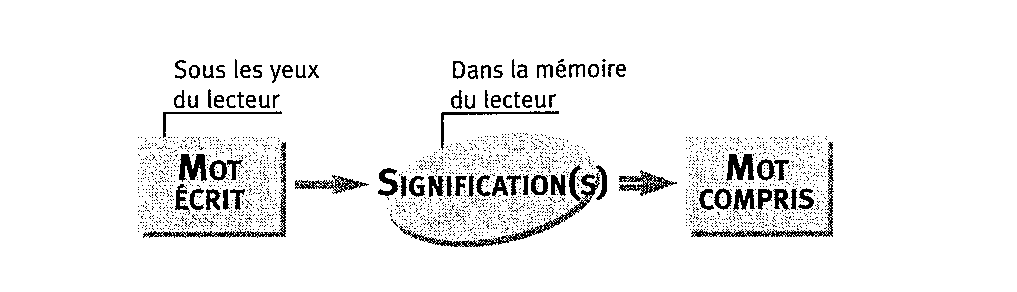 Sous les yeux
du lecteur
Dans la mémoire
du lecteur
MOT
ÉCRIT
SIGNIFICATION(S)
MOT
COMPRIS